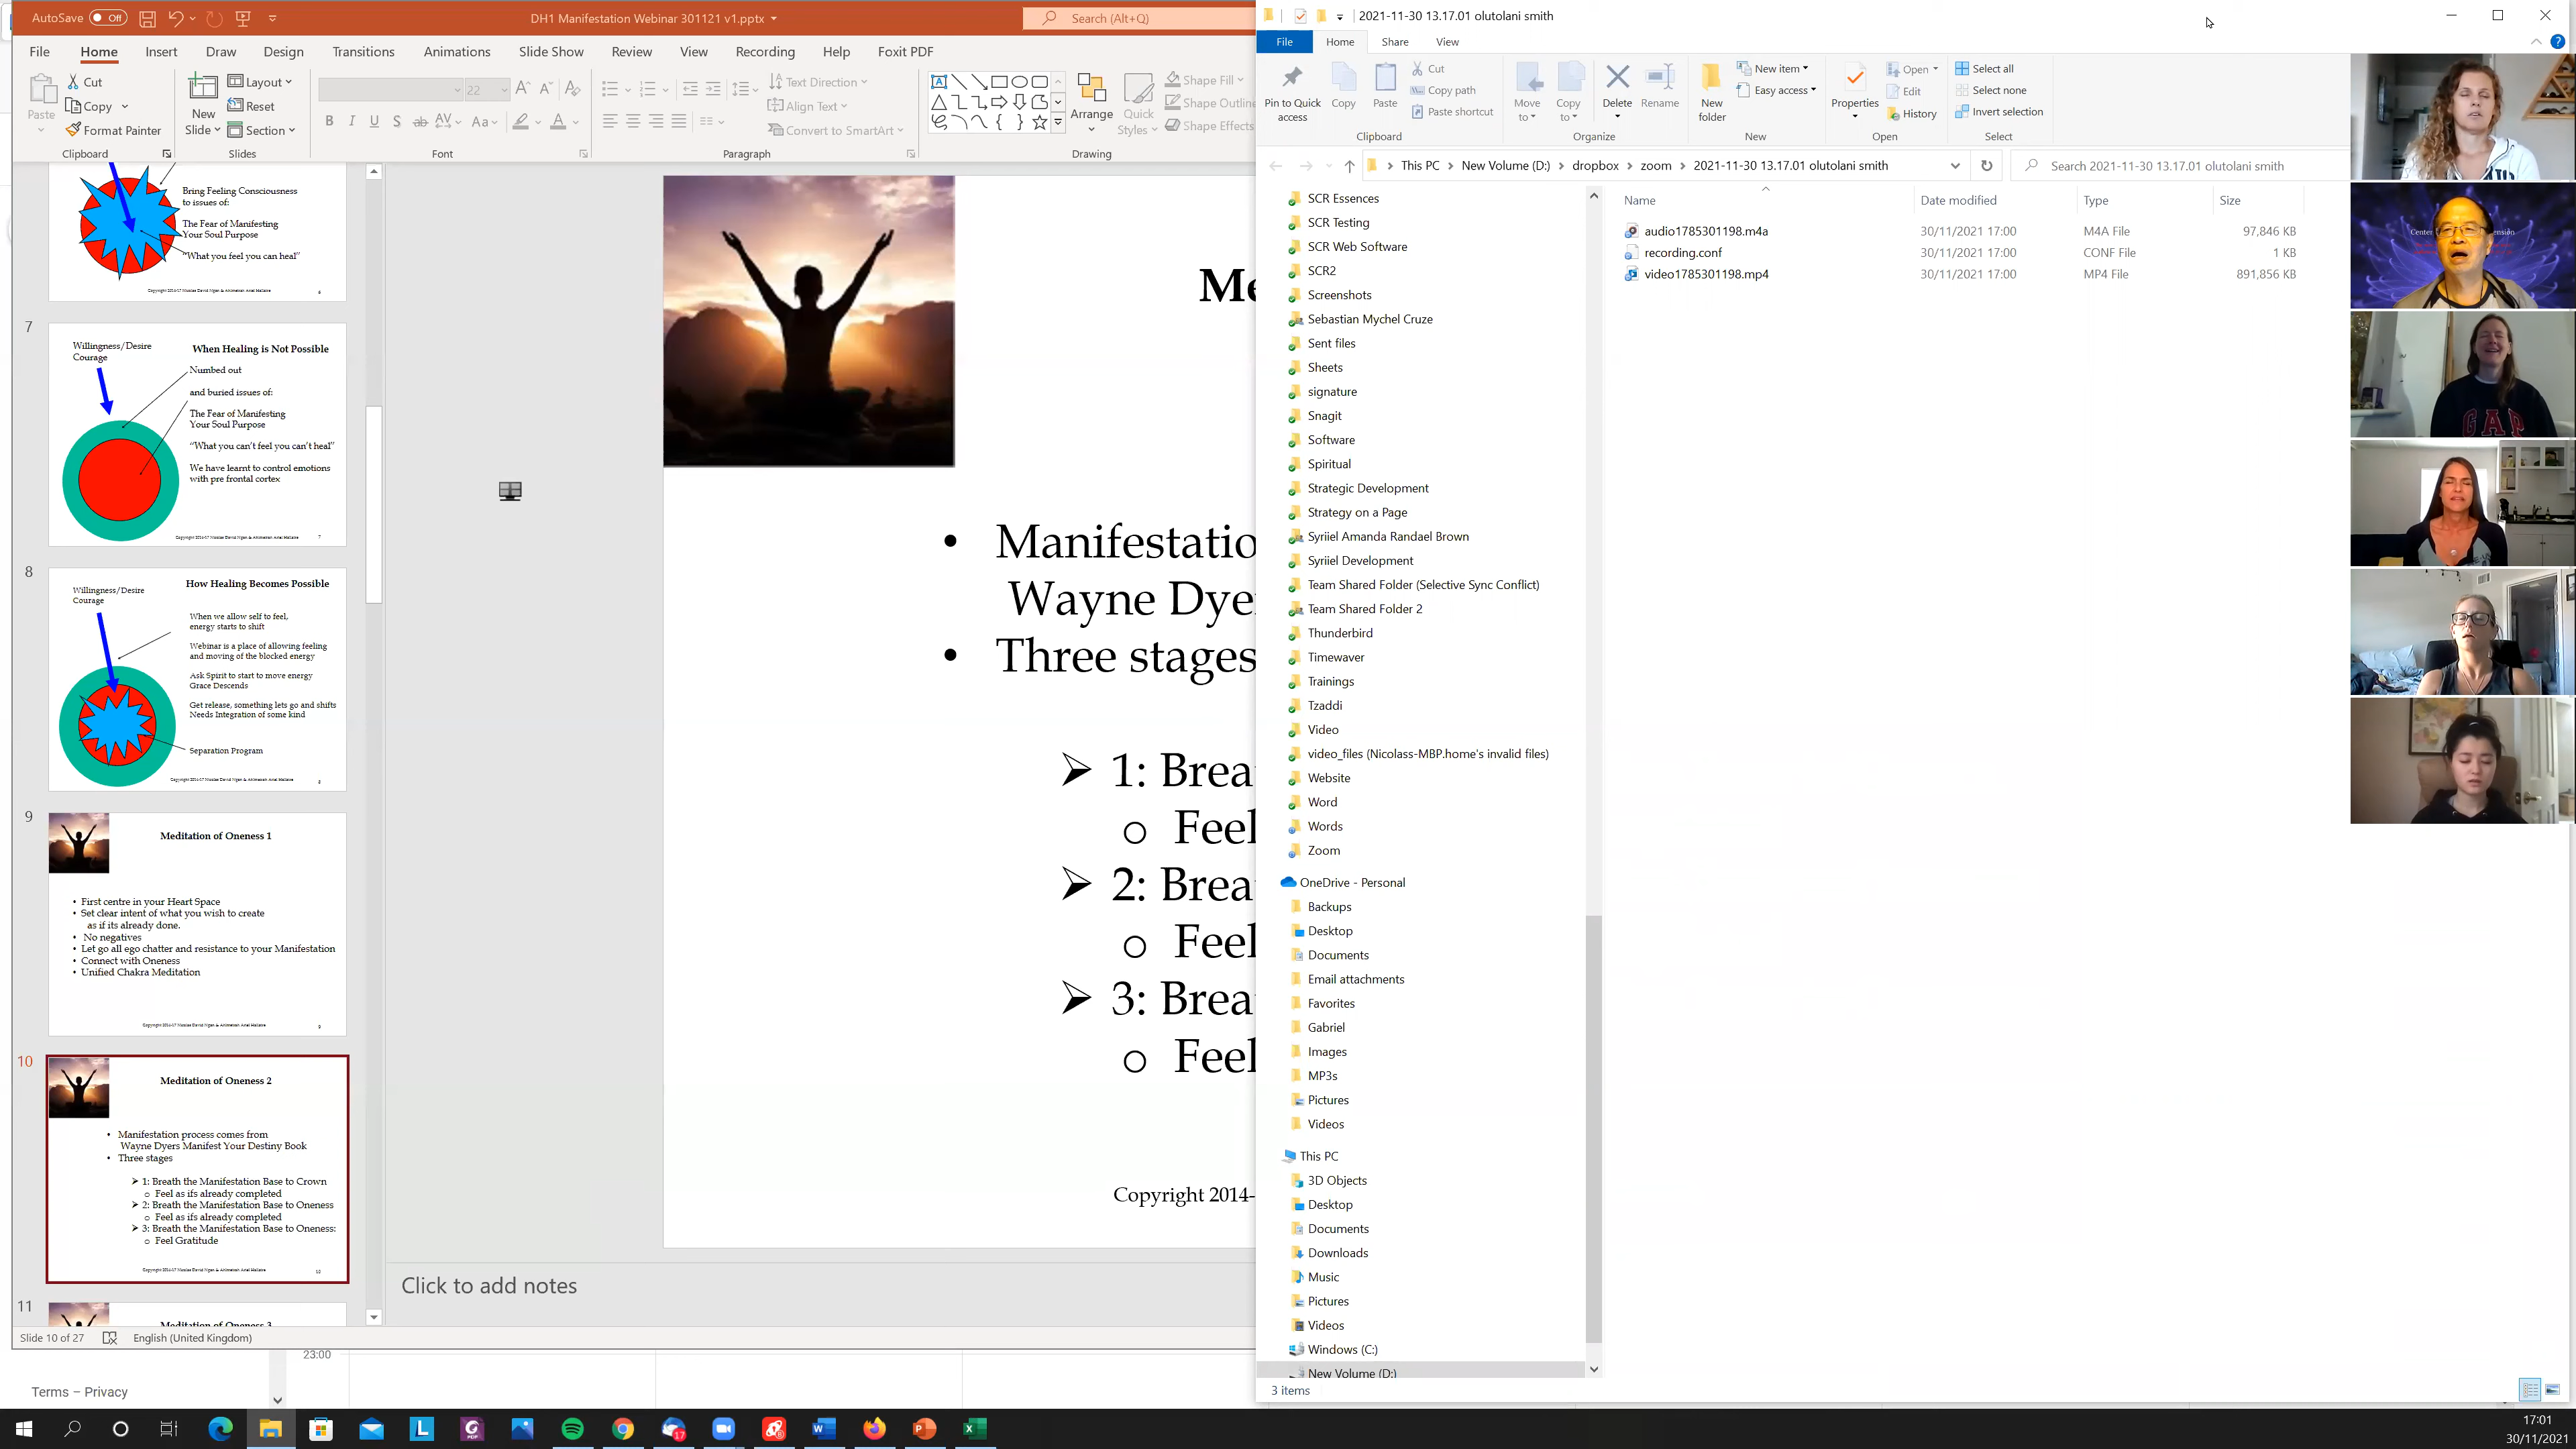 AutoSave Off
DH1 Manifestation Webinar 301121 v1.pptx
Search (Alt+Q)
File Home Insert Draw Design Transitions Animations Slide Show Review View Recording Help Foxit PDF
Paste
Cut
Copy
Format Painter
Clipboard
New
Slide
Layout
Reset
Section
Slides
22
Font
Text Direction
Align Text
Convert to SmartArt
Paragraph
Arrange
Quick
Styles
Shape Fill
Shape Outline
Shape Effects
Drawing
Bring Feeling Consciousness
to issues of:
The Fear of Manifesting
Your Soul Purpose
"What you feel you can heal"
7
Willingness/Desire
Courage
When Healing is Not Possible
Numbed out
and buried issues of:
The Fear of Manifesting
Your Soul Purpose
"What you can't feel you can't heal"
We have learnt to control emotions
with pre frontal cortex
8
Willingness/Desire
Courage
How Healing Becomes Possible
When we allow self to feel,
energy starts to shift
Webinar is a place of allowing feeling
and moving of the blocked energy
Ask Spirit to start to move energy
Grace Descends
Get release, something lets go and shifts
Needs Integration of some kind
Separation Program
9
Meditation of Oneness 1
• First centre in your Heart Space
• Set clear intent of what you wish to create
as if its already done.
• No negatives
• Let go all ego chatter and resistance to your Manifestation
• Connect with Oneness
• Unified Chakra Meditation
10
Meditation of Oneness 2
• Manifestation process comes from
Wayne Dyers Manifest Your Destiny Book
• Three stages
➢ 1: Breath the Manifestation Base to Crown
o Feel as ifs already completed
➢ 2: Breath the Manifestation Base to Oneness
o Feel as ifs already completed
➢ 3: Breath the Manifestation Base to Oneness:
o Feel Gratitude
11
Meditation of Oneness 3
Me
• Manifestatio
Wayne Dye
• Three stages
➢ 1: Brea
o Feel
➢ 2: Brea
o Feel
➢ 3: Brea
o Feel
Copyright 2014-
Click to add notes
Slide 10 of 27 English (United Kingdom)
23:00
Terms – Privacy
2021-11-30 13.17.01 olutolani smith
File Home Share View
Pin to Quick
access
Copy
Paste
Cut
Copy path
Paste shortcut
Clipboard
Move
to
Copy
to
Delete
Rename
Organize
New
folder
New item
Easy access
New
Properties
Open
Edit
History
Open
Select all
Select none
Invert selection
Select
This PC > New Volume (D:) > dropbox > zoom > 2021-11-30 13.17.01 olutolani smith
Search 2021-11-30 13.17.01 olutolani smith
Name Date modified Type Size
audio1785301198.m4a 30/11/2021 17:00 M4A File 97,846 KB
recording.conf 30/11/2021 17:00 CONF File 1 KB
video1785301198.mp4 30/11/2021 17:00 MP4 File 891,856 KB
SCR Essences
SCR Testing
SCR Web Software
SCR2
Screenshots
Sebastian Mychel Cruze
Sent files
Sheets
signature
Snagit
Software
Spiritual
Strategic Development
Strategy on a Page
Syriiel Amanda Randael Brown
Syriiel Development
Team Shared Folder (Selective Sync Conflict)
Team Shared Folder 2
Thunderbird
Timewaver
Trainings
Tzaddi
Video
video_files (Nicolass-MBP.home's invalid files)
Website
Word
Words
Zoom
OneDrive - Personal
Backups
Desktop
Documents
Email attachments
Favorites
Gabriel
Images
MP3s
Pictures
Videos
This PC
3D Objects
Desktop
Documents
Downloads
Music
Pictures
Videos
Windows (C:)
New Volume (D:)
3 items
Center
GAP
17:01
30/11/2021